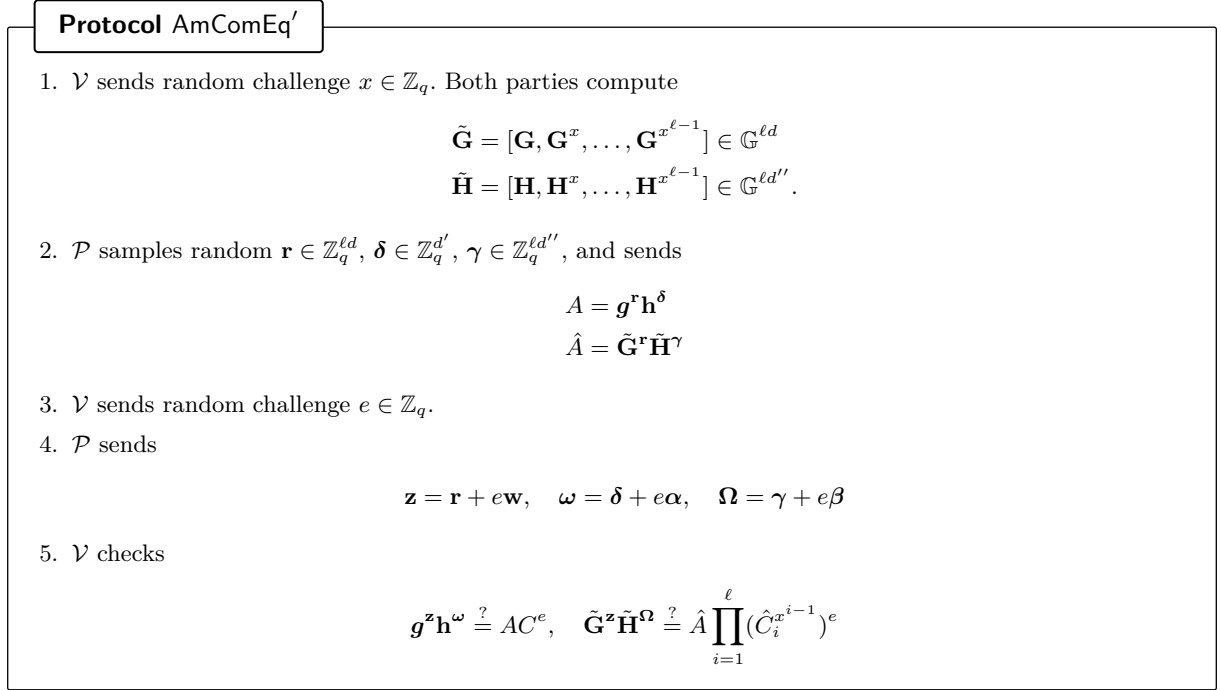 Protocol AmComEq′
1. 𝒱 sends random challenge x ∈ ℤ_q. Both parties compute
G̃ = [G, G^x, . . . , G^{x^{ℓ−1}}] ∈ 𝔾^{ℓd}
H̃ = [H, H^x, . . . , H^{x^{ℓ−1}}] ∈ 𝔾^{ℓd′′}.
2. 𝒫 samples random r ∈ ℤ_q^{ℓd}, δ ∈ ℤ_q^{d′}, γ ∈ ℤ_q^{ℓd′′}, and sends
A = g^r h^δ
Â = G̃^r H̃^γ
3. 𝒱 sends random challenge e ∈ ℤ_q.
4. 𝒫 sends
z = r + ew, ω = δ + eα, Ω = γ + eβ
5. 𝒱 checks
g^z h^ω ≟ AC^e, G̃^z H̃^Ω ≟ Â ∏_{i=1}^{ℓ} (Ĉ_i^{x^{i−1}})^e